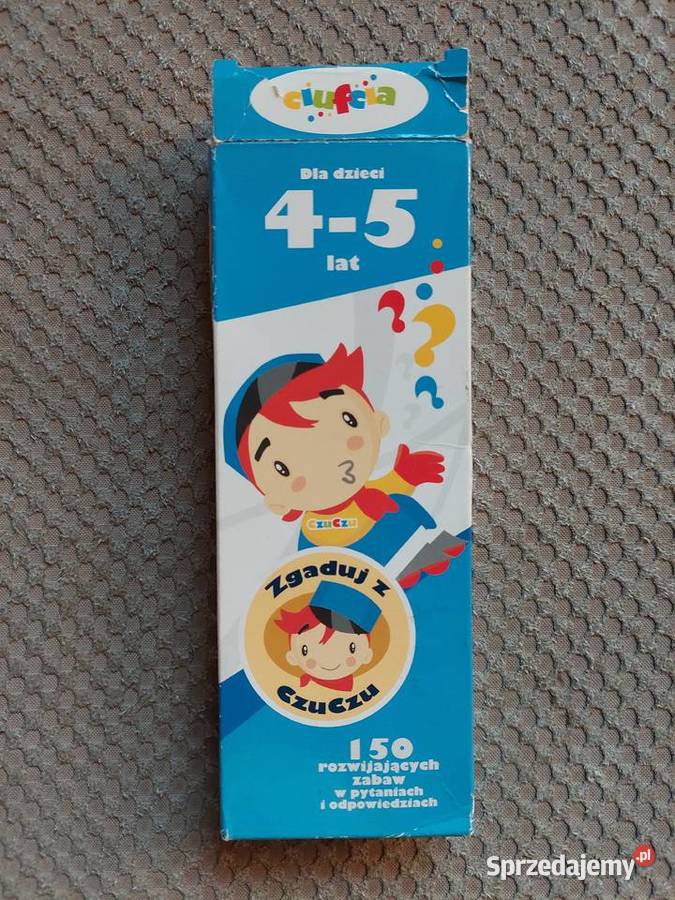 ciufcia
Dla dzieci
4-5
lat
CzuCzu
Zgaduj z
CzuCzu
150
rozwijających
zabaw
w pytaniach
i odpowiedziach
Sprzedajemy.pl